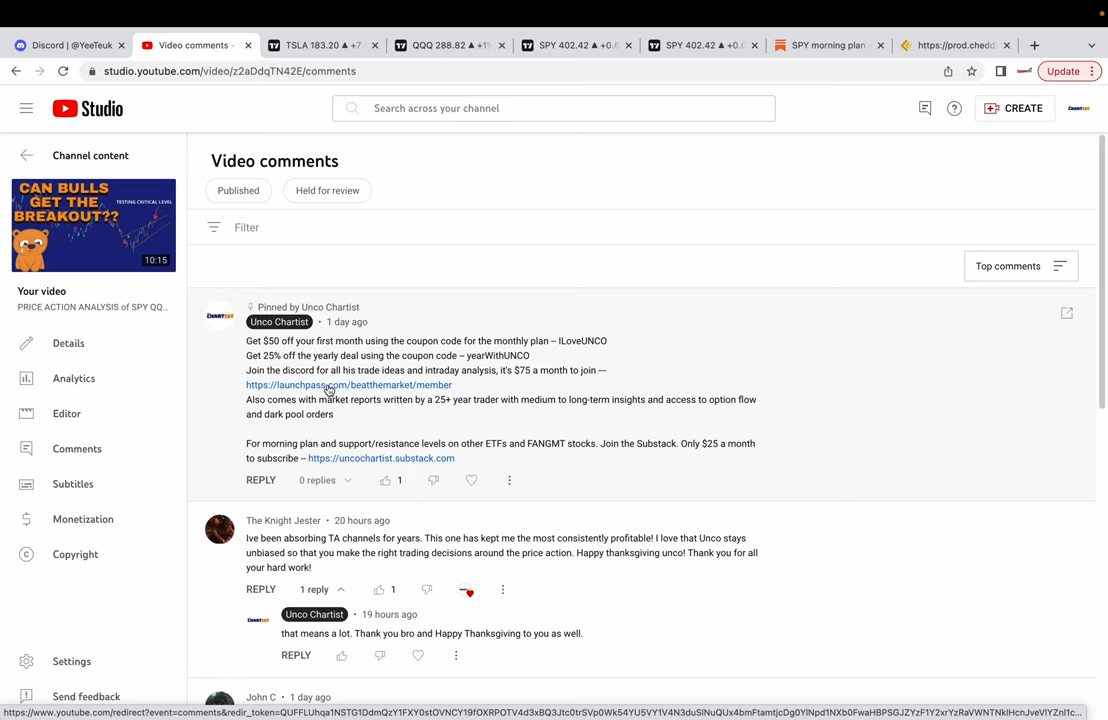 Discord | @YeeTeuk
Video comments -
TSLA 183.20 ▲ +7.
QQQ 288.82 ▲ +1%
SPY 402.42 ▲ +0.6
SPY 402.42 ▲ +0.6
SPY morning plan -
https://prod.chedd
studio.youtube.com/video/z2aDdqTN42E/comments
Update
Studio
Search across your channel
CREATE
CHARTIST
Channel content
CAN BULLS
GET THE
BREAKOUT??
TESTING CRITICAL LEVEL
10:15
Your video
PRICE ACTION ANALYSIS of SPY QQ...
Details
Analytics
Editor
Comments
Subtitles
Monetization
Copyright
Settings
Send feedback
Video comments
Published
Held for review
Filter
Top comments
CHARTIST
Pinned by Unco Chartist
Unco Chartist • 1 day ago
Get $50 off your first month using the coupon code for the monthly plan -- ILoveUNCO
Get 25% off the yearly deal using the coupon code -- yearWithUNCO
Join the discord for all his trade ideas and intraday analysis, it's $75 a month to join ---
https://launchpass.com/beatthemarket/member
Also comes with market reports written by a 25+ year trader with medium to long-term insights and access to option flow
and dark pool orders
For morning plan and support/resistance levels on other ETFs and FANGMT stocks. Join the Substack. Only $25 a month
to subscribe -- https://uncochartist.substack.com
REPLY 0 replies 1
The Knight Jester • 20 hours ago
Ive been absorbing TA channels for years. This one has kept me the most consistently profitable! I love that Unco stays
unbiased so that you make the right trading decisions around the price action. Happy thanksgiving unco! Thank you for all
your hard work!
REPLY 1 reply 1
CHARTIST
Unco Chartist • 19 hours ago
that means a lot. Thank you bro and Happy Thanksgiving to you as well.
REPLY
John C • 1 day ago